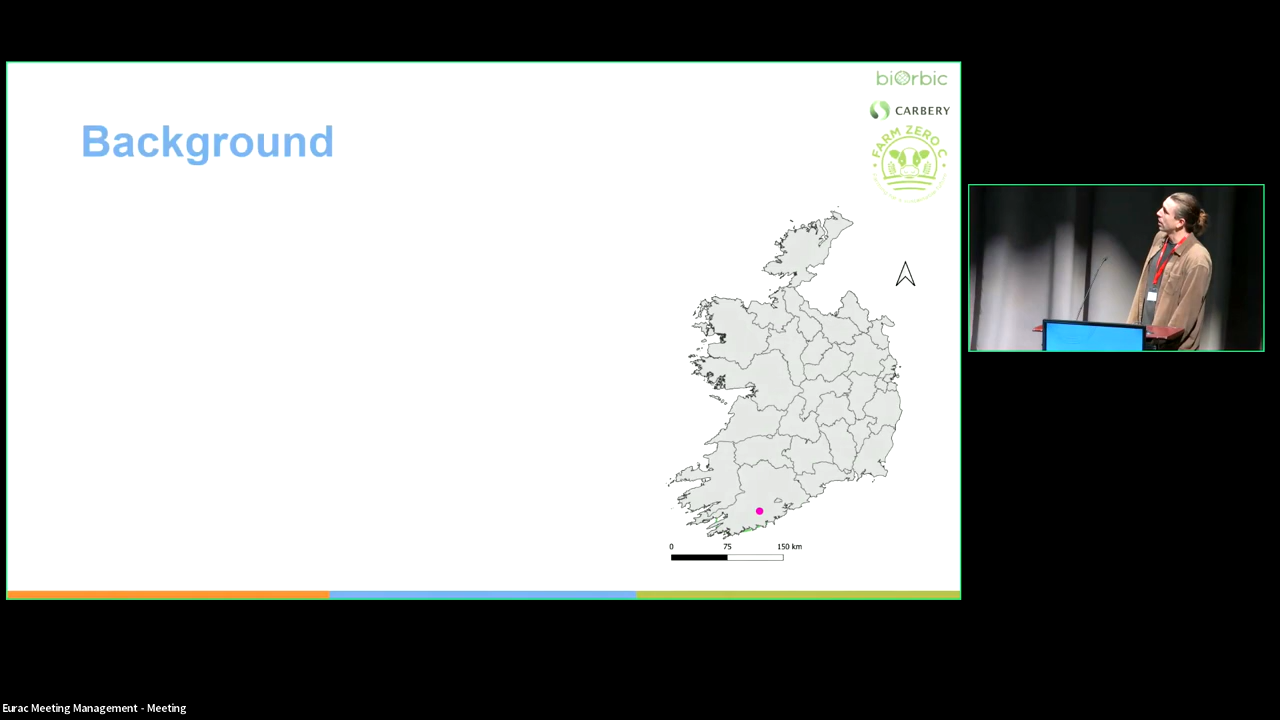 Background
biOrbic
CARBERY
FARM ZERO C
0 75 150 km
Eurac Meeting Management - Meeting